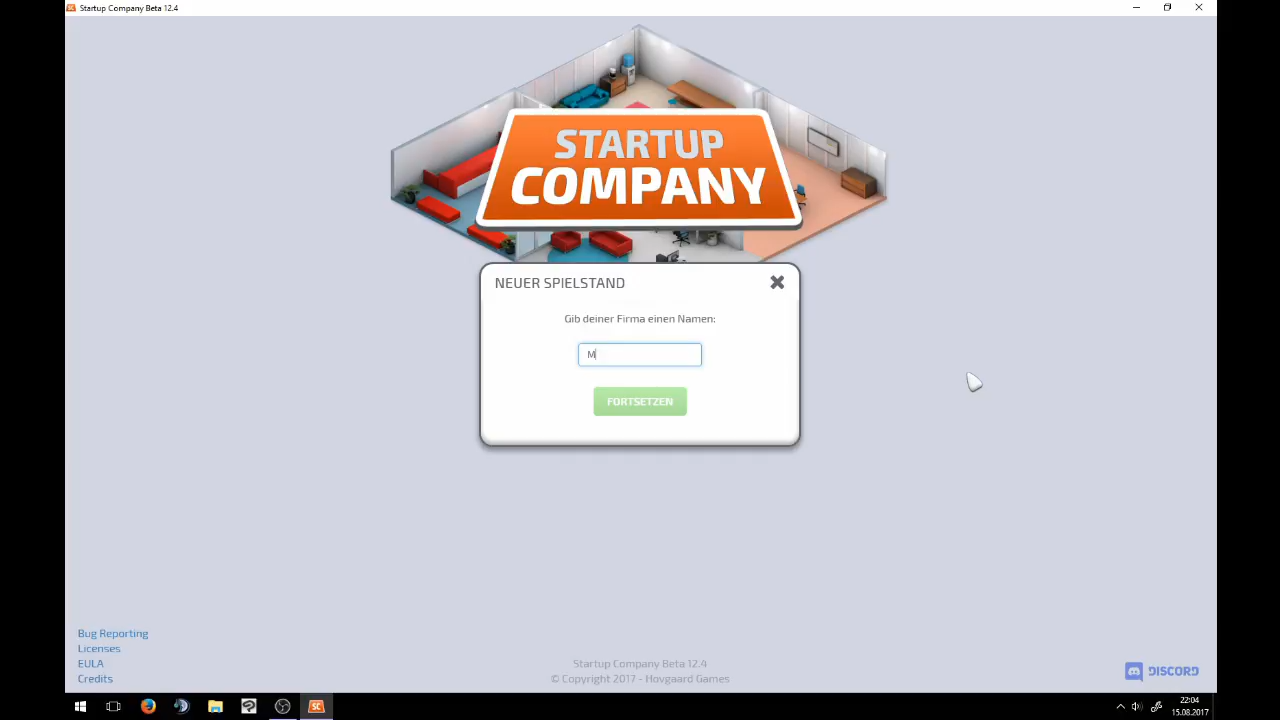 Startup Company Beta 12.4
STARTUP
COMPANY
NEUER SPIELSTAND
Gib deiner Firma einen Namen:
M
FORTSETZEN
Bug Reporting
Licenses
EULA
Credits
Startup Company Beta 12.4
© Copyright 2017 - Hovgaard Games
DISCORD
SC
22:04
15.08.2017